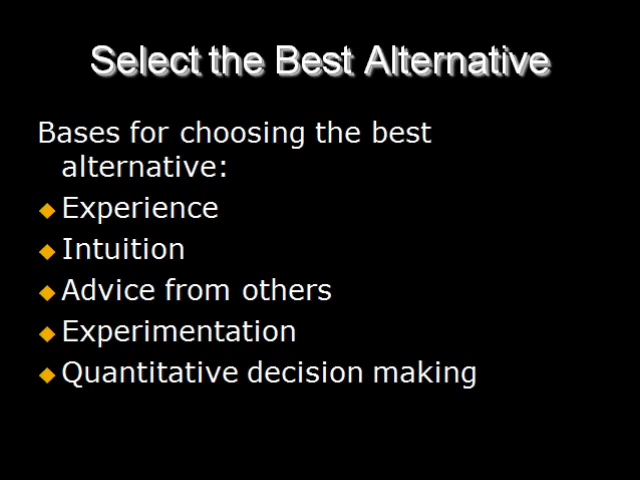 Select the Best Alternative
Bases for choosing the best
alternative:
Experience
Intuition
Advice from others
Experimentation
Quantitative decision making